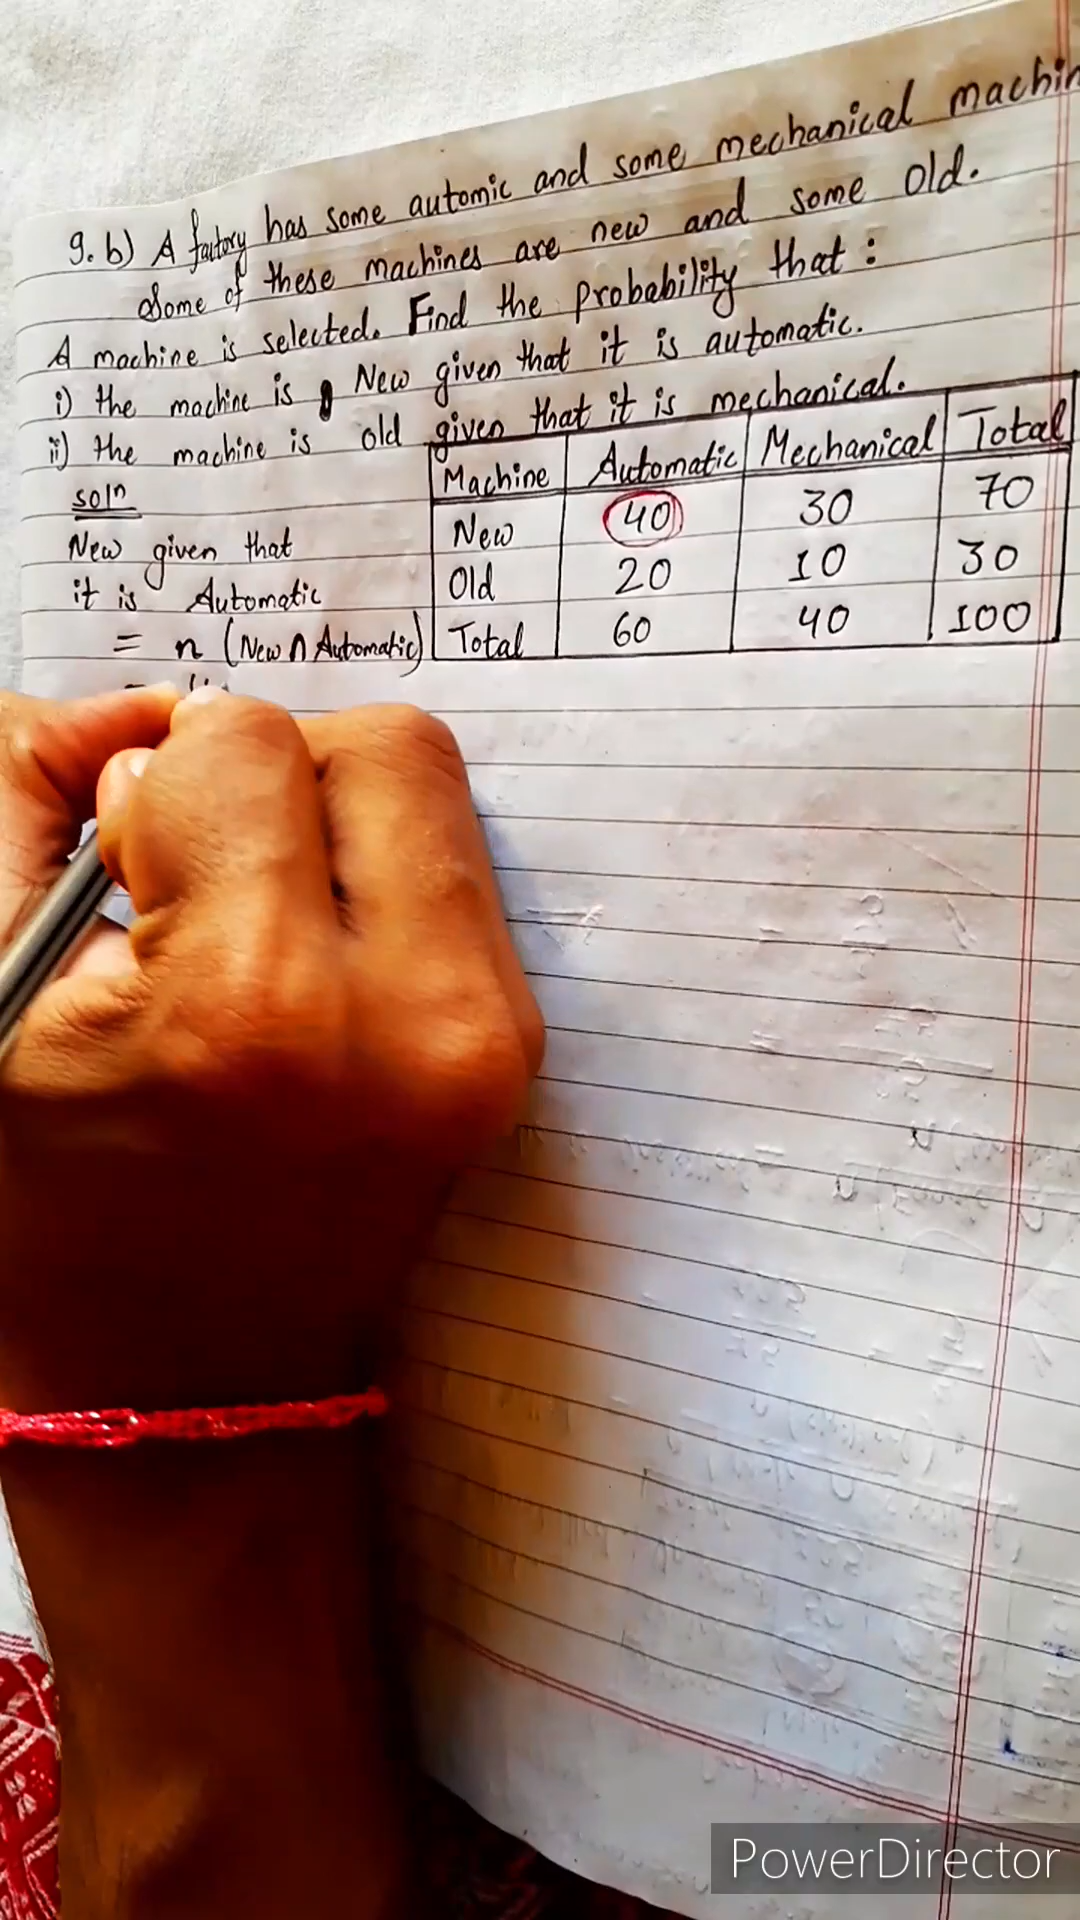 9. b) A factory has some automic and some mechanical machin
Some of these machines are new and some old.
A machine is selected. Find the probability that :
i) the machine is New given that it is automatic.
ii) the machine is old given that it is mechanical.
soln
New given that
it is Automatic
= n (New ∩ Automatic)
Machine Automatic Mechanical Total
New 40 30 70
Old 20 10 30
Total 60 40 100
PowerDirector